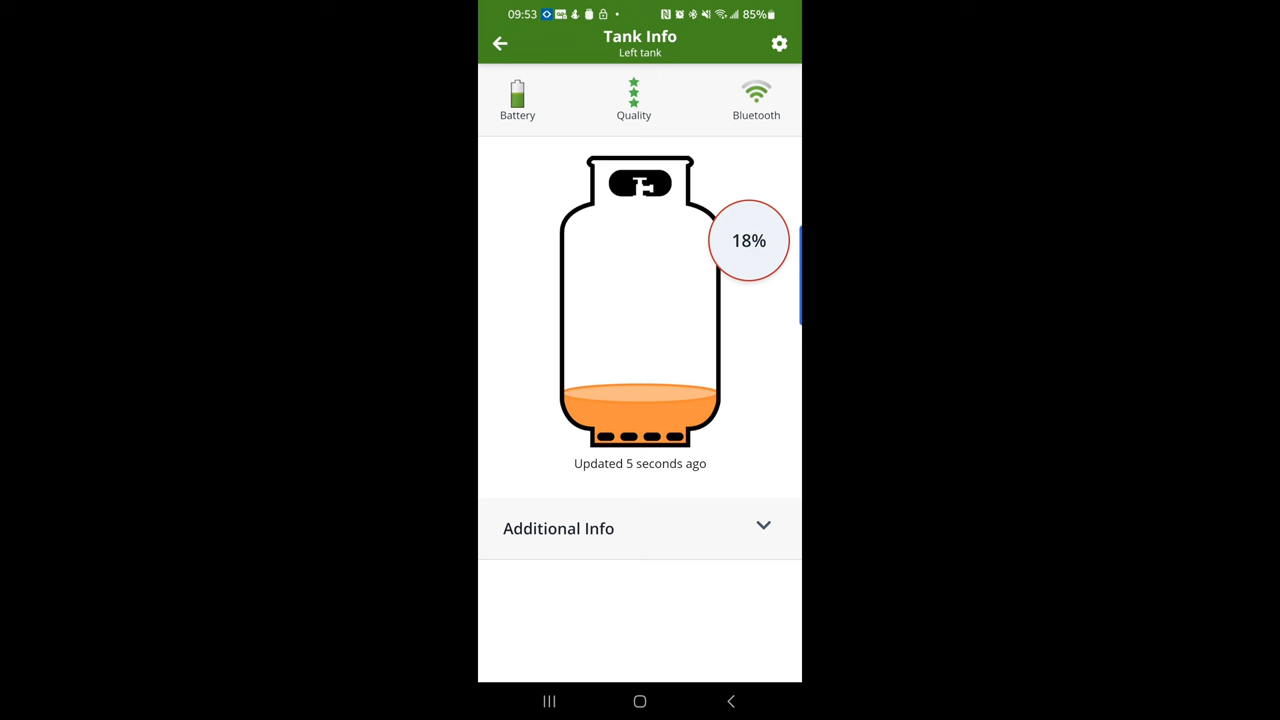 09:53 85%
Tank Info
Left tank
Battery Quality Bluetooth
18%
Updated 5 seconds ago
Additional Info